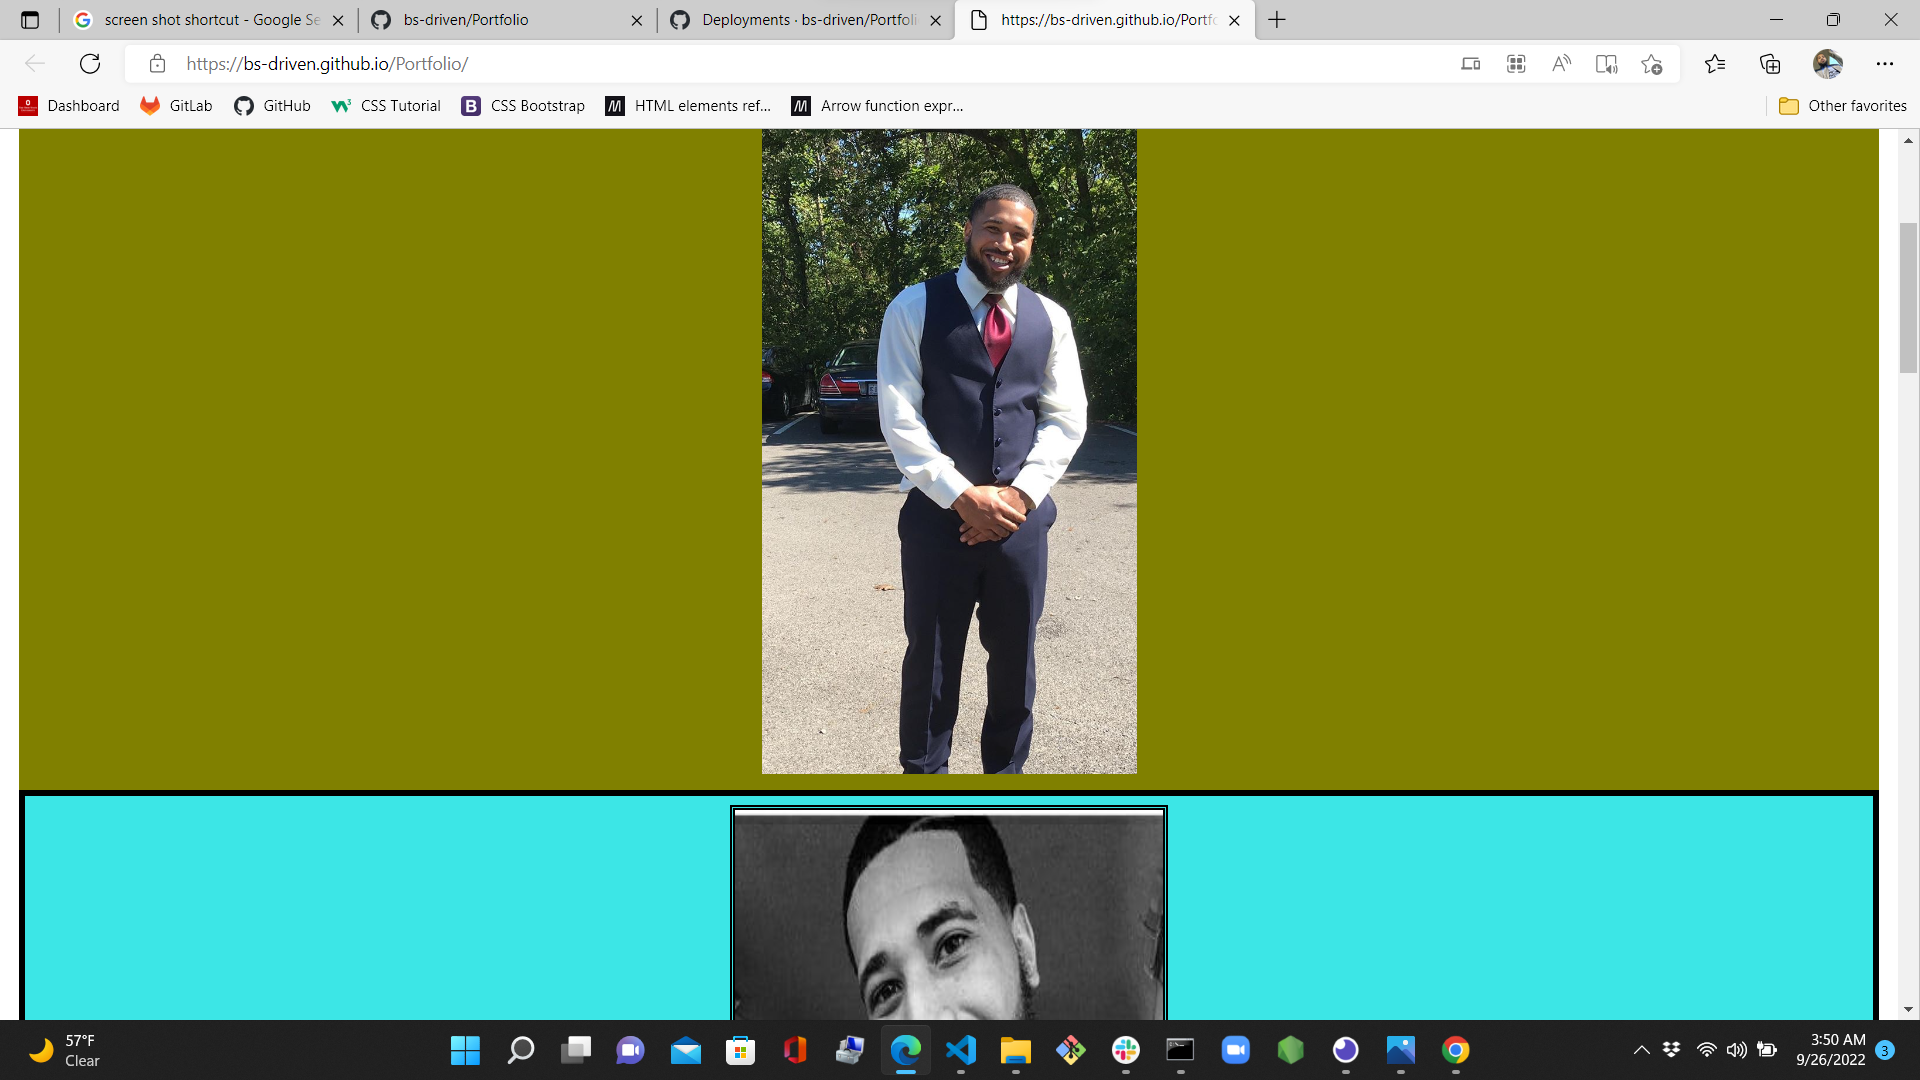 screen shot shortcut - Google Se
bs-driven/Portfolio
Deployments · bs-driven/Portfoli
https://bs-driven.github.io/Portfo
https://bs-driven.github.io/Portfolio/
Dashboard
GitLab
GitHub
CSS Tutorial
CSS Bootstrap
HTML elements ref...
Arrow function expr...
Other favorites
57°F
Clear
3:50 AM
9/26/2022
3